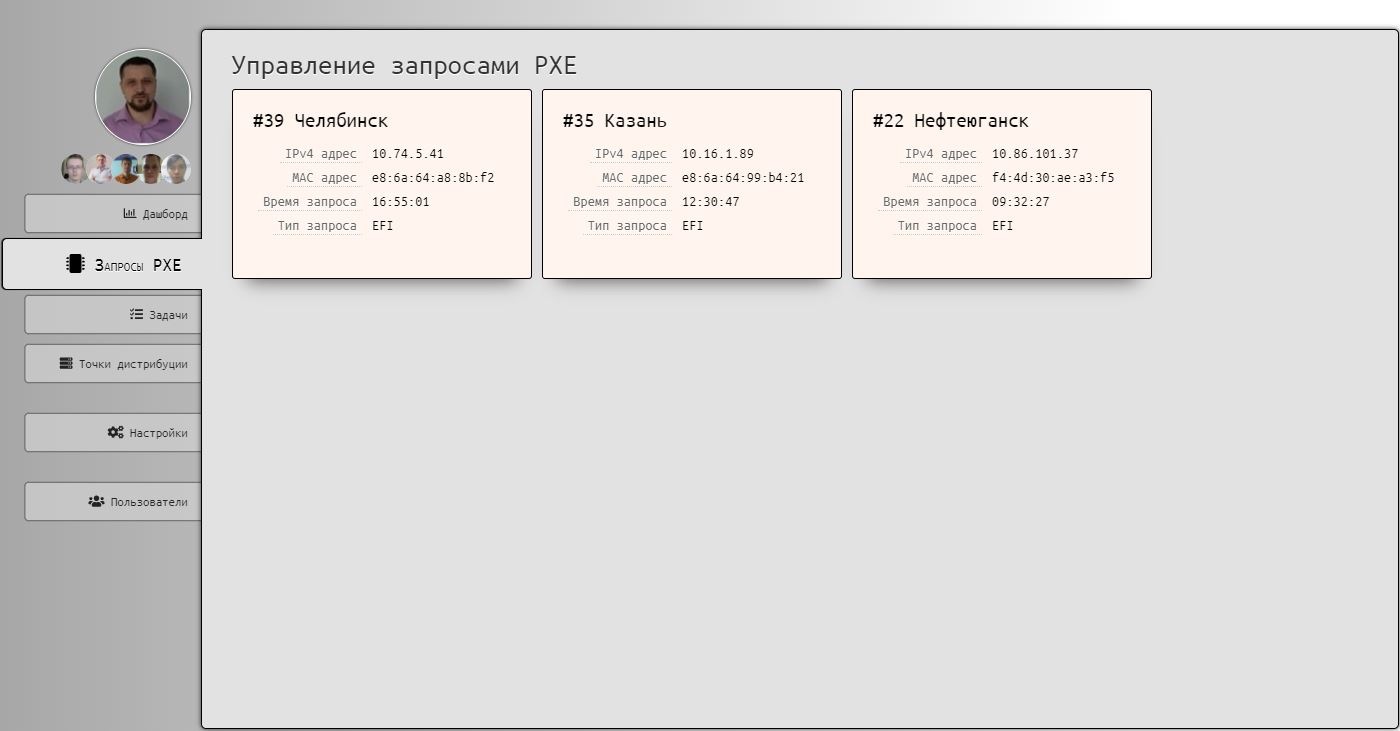 Управление запросами PXE
#39 Челябинск
IPv4 адрес 10.74.5.41
MAC адрес e8:6a:64:a8:8b:f2
Время запроса 16:55:01
Тип запроса EFI
#35 Казань
IPv4 адрес 10.16.1.89
MAC адрес e8:6a:64:99:b4:21
Время запроса 12:30:47
Тип запроса EFI
#22 Нефтеюганск
IPv4 адрес 10.86.101.37
MAC адрес f4:4d:30:ae:a3:f5
Время запроса 09:32:27
Тип запроса EFI
Дашборд
Запросы PXE
Задачи
Точки дистрибуции
Настройки
Пользователи